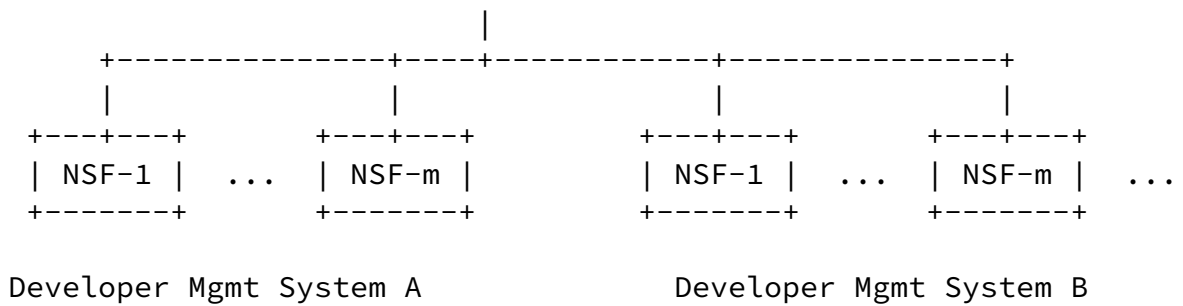 |
+---------------+----+------------+---------------+
|               |                 |               |
+---+---+       +---+---+         +---+---+       +---+---+
| NSF-1 |  ...  | NSF-m |         | NSF-1 |  ...  | NSF-m |  ...
+-------+       +-------+         +-------+       +-------+
Developer Mgmt System A              Developer Mgmt System B